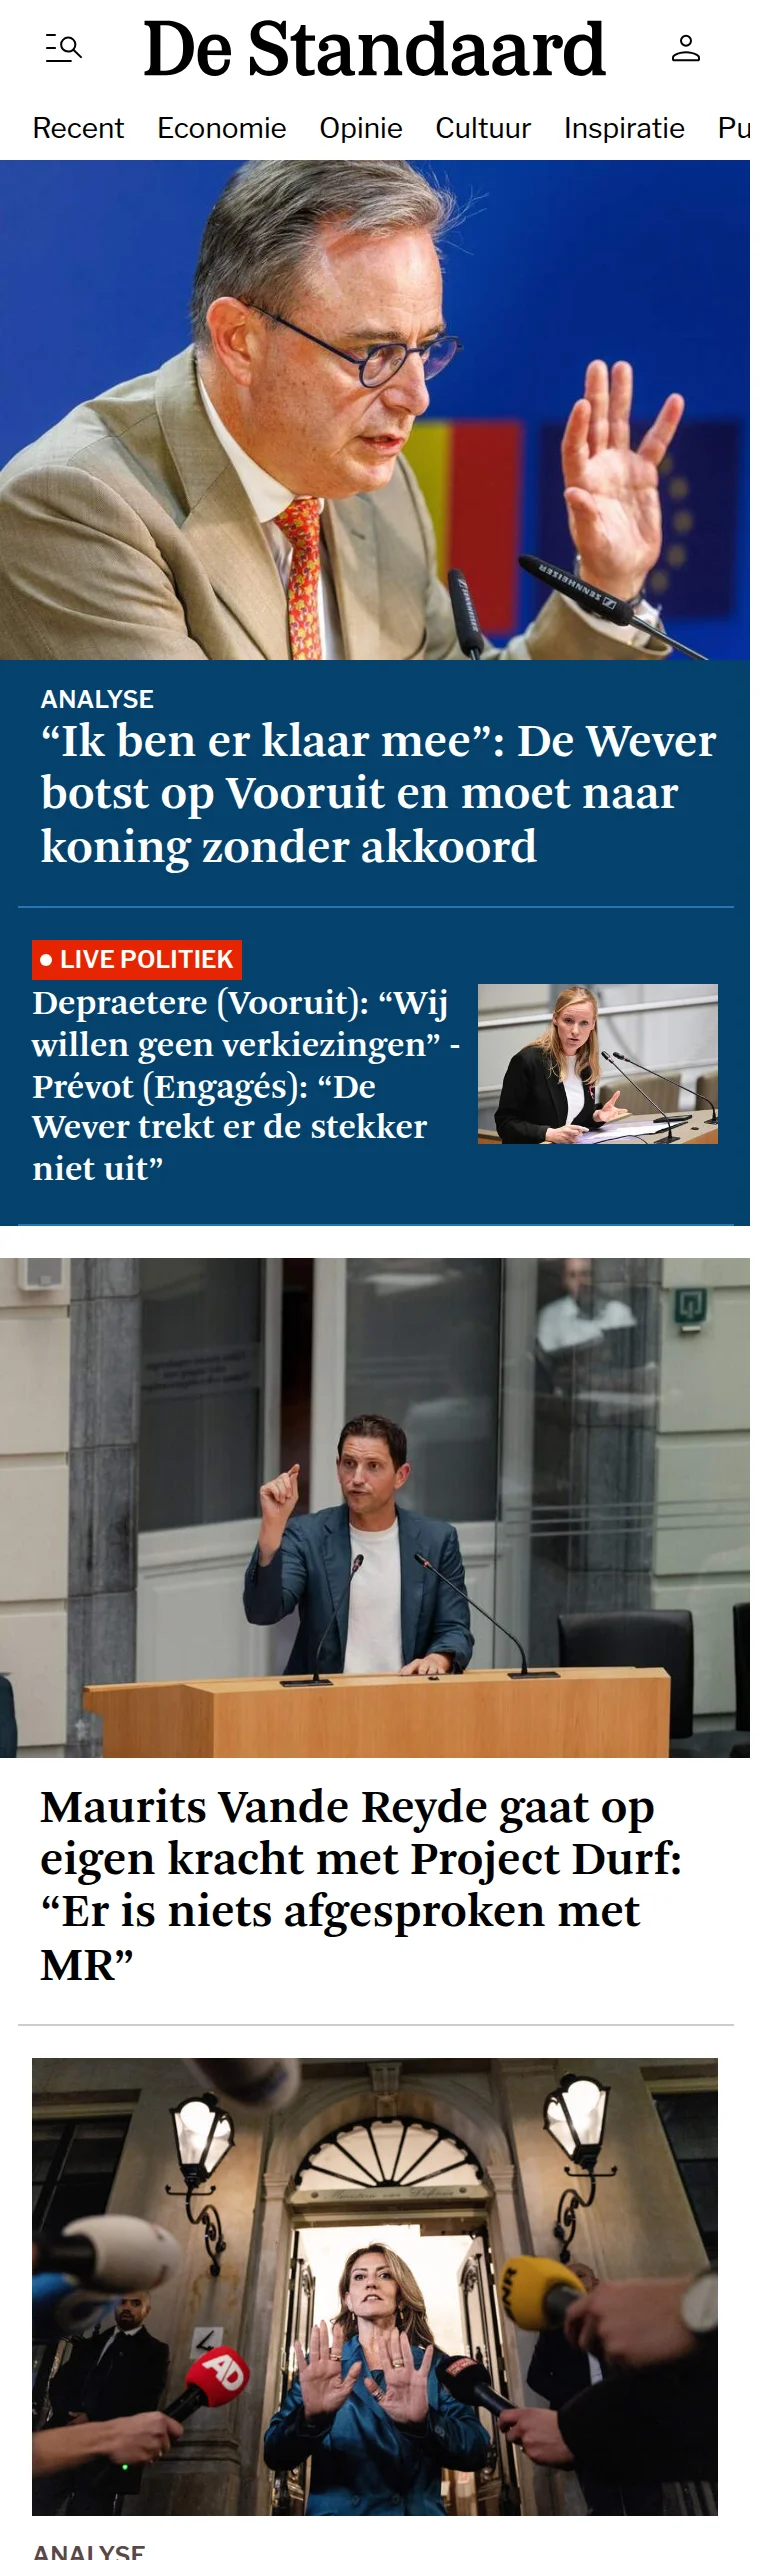 De Standaard
Recent Economie Opinie Cultuur Inspiratie Pu
SENNHEISER
ANALYSE
“Ik ben er klaar mee”: De Wever
botst op Vooruit en moet naar
koning zonder akkoord
LIVE POLITIEK
Depraetere (Vooruit): “Wij
willen geen verkiezingen” -
Prévot (Engagés): “De
Wever trekt er de stekker
niet uit”
Maurits Vande Reyde gaat op
eigen kracht met Project Durf:
“Er is niets afgesproken met
MR”
4
AD
ANALYSE